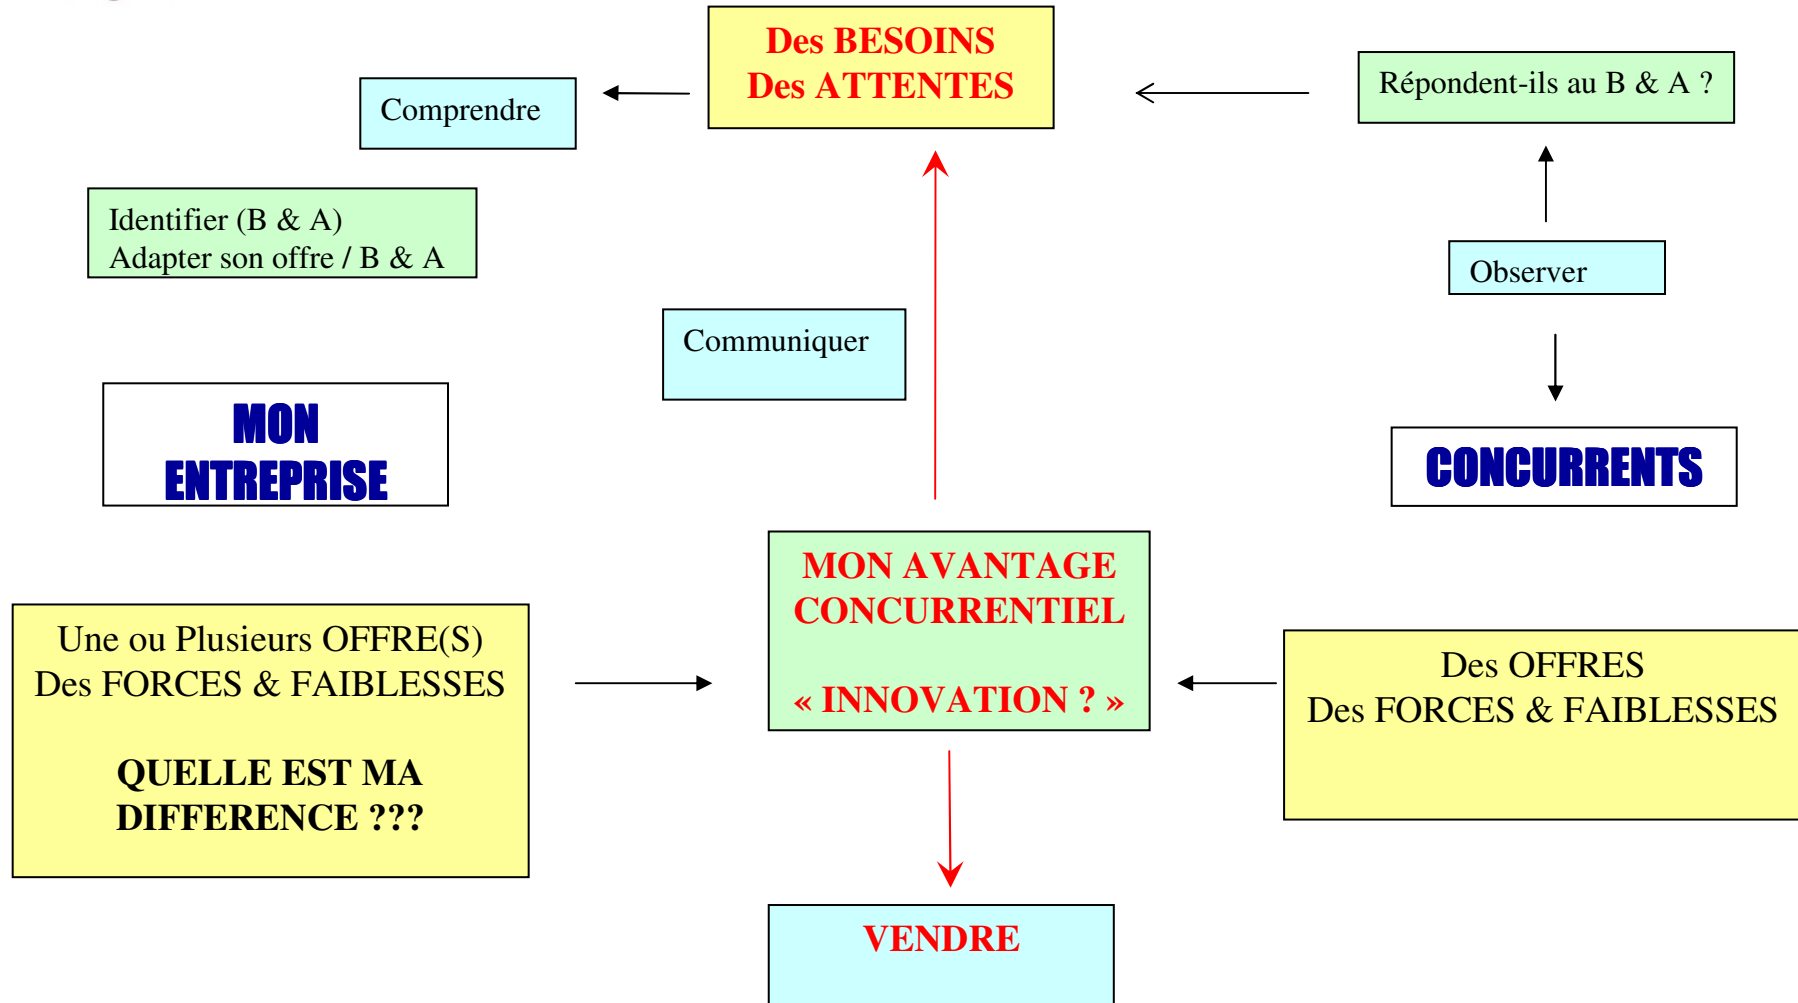 Des BESOINS
Des ATTENTES
Comprendre
Répondent-ils au B & A ?
Identifier (B & A)
Adapter son offre / B & A
Observer
Communiquer
MON
ENTREPRISE
CONCURRENTS
MON AVANTAGE
CONCURRENTIEL
« INNOVATION ? »
Une ou Plusieurs OFFRE(S)
Des FORCES & FAIBLESSES
QUELLE EST MA
DIFFERENCE ???
Des OFFRES
Des FORCES & FAIBLESSES
VENDRE